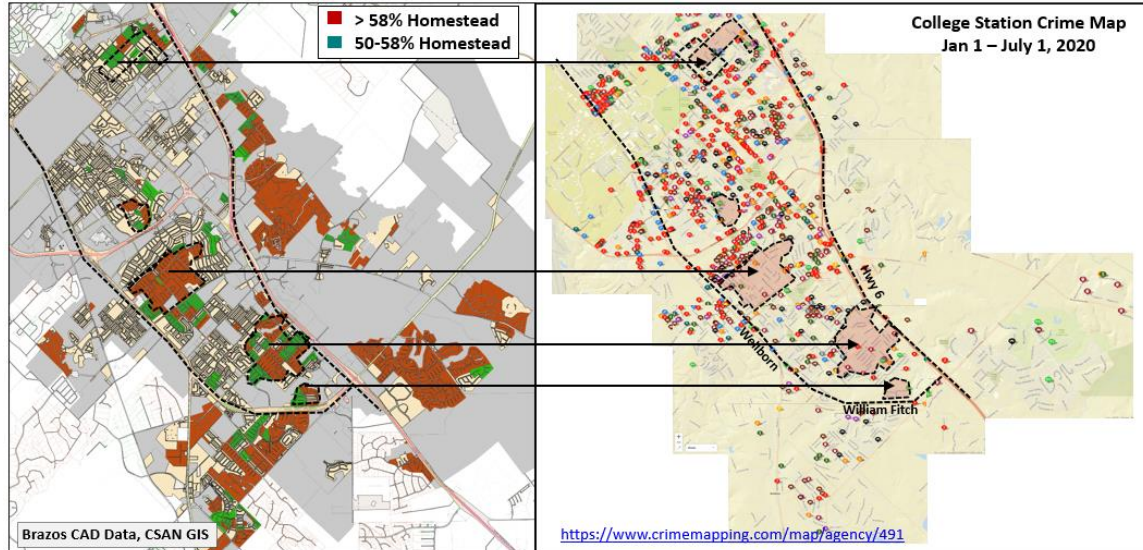 > 58% Homestead
50-58% Homestead
College Station Crime Map
Jan 1 – July 1, 2020
Hwy 6
Wellborn
William Fitch
Brazos CAD Data, CSAN GIS
https://www.crimemapping.com/map/agency/491